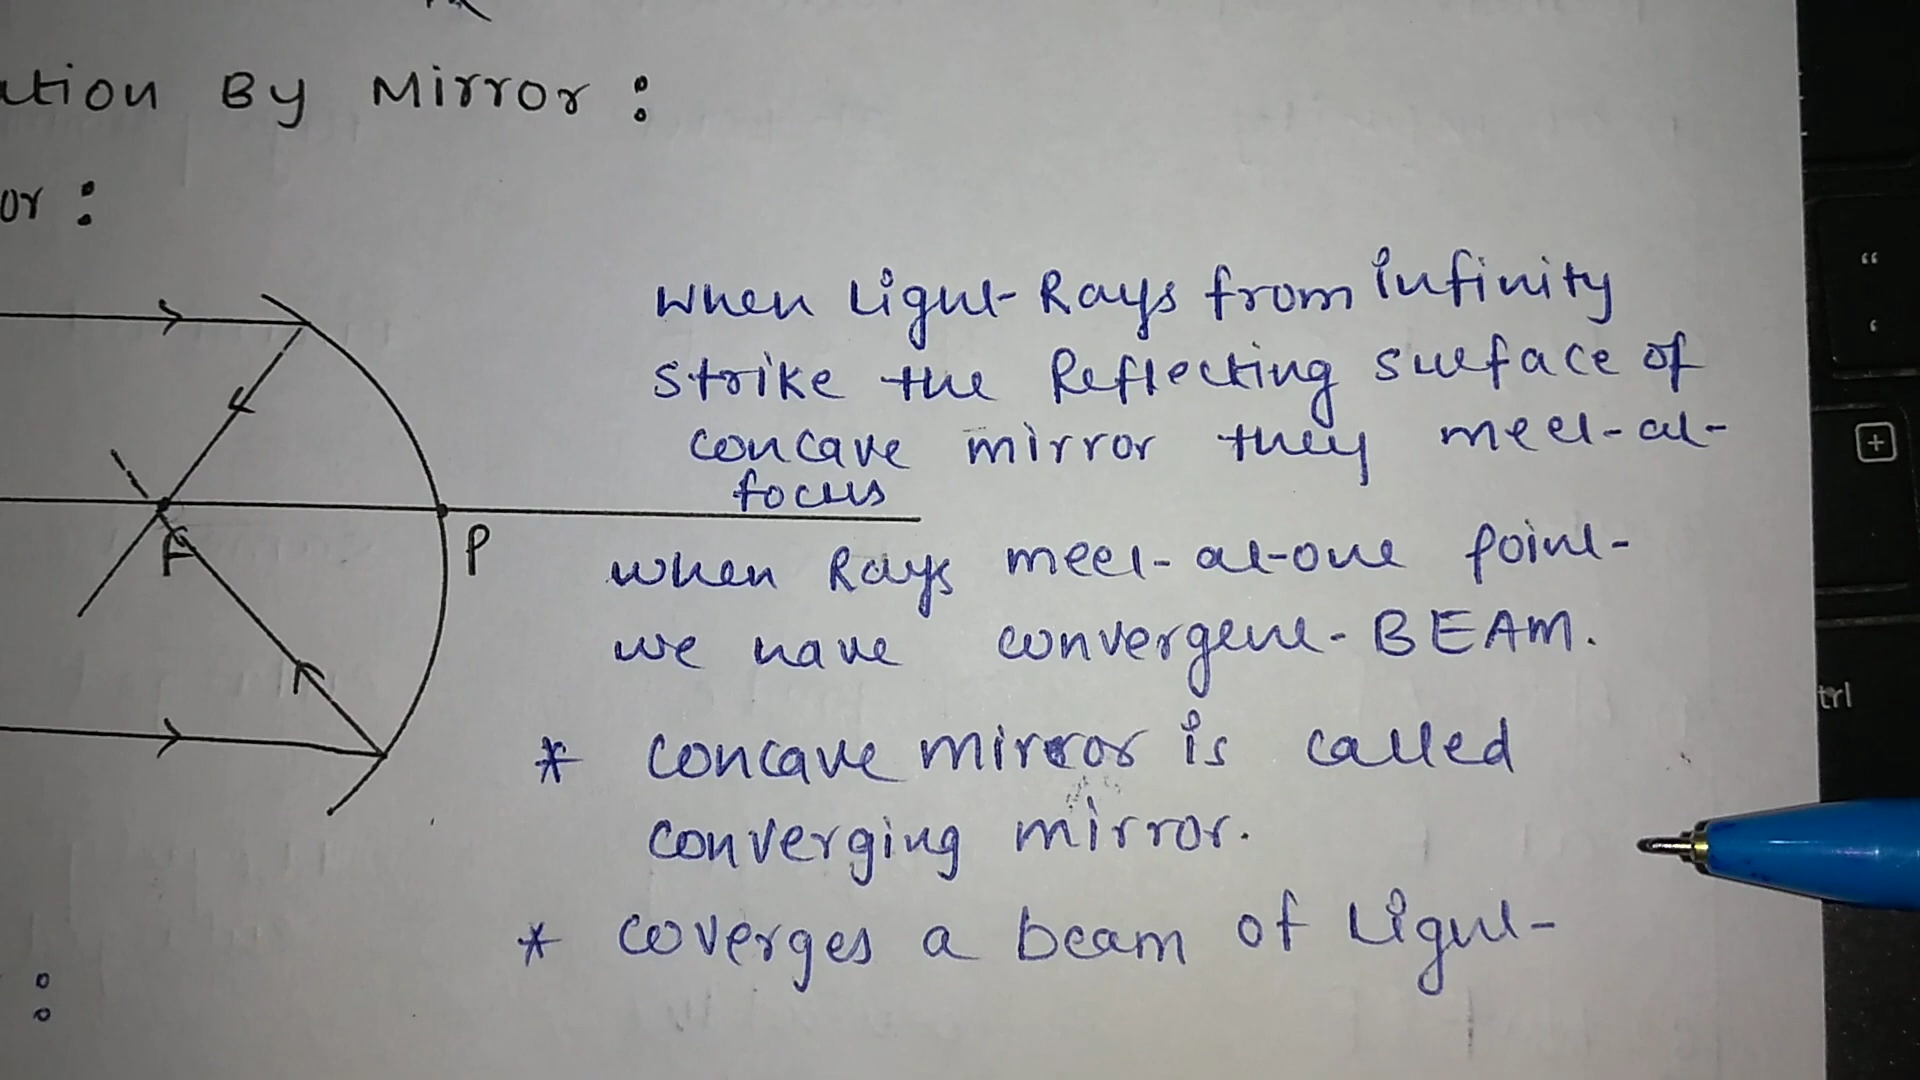 ation By Mirror :
or :
When Light Rays from infinity
strike the Reflecting surface of
concave mirror they meet at
focus
F
P
when Rays meet at one point
we have convergent BEAM.
* concave mirror is called
converging mirror.
* coverges a beam of Light
:
"
'
+
trl